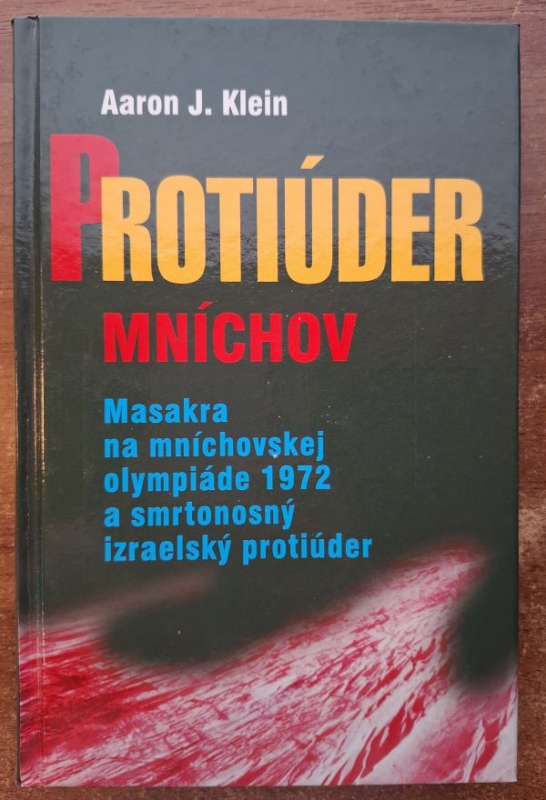 Aaron J. Klein
PROTIÚDER
MNÍCHOV
Masakra
na mníchovskej
olympiáde 1972
a smrtonosný
izraelský protiúder